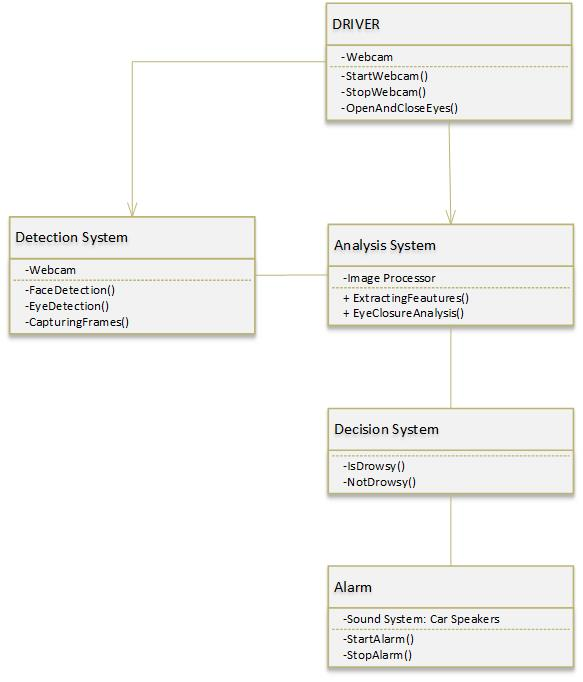 DRIVER
-Webcam
-StartWebcam()
-StopWebcam()
-OpenAndCloseEyes()
Detection System
-Webcam
-FaceDetection()
-EyeDetection()
-CapturingFrames()
Analysis System
-Image Processor
+ ExtractingFeautures()
+ EyeClosureAnalysis()
Decision System
-IsDrowsy()
-NotDrowsy()
Alarm
-Sound System: Car Speakers
-StartAlarm()
-StopAlarm()